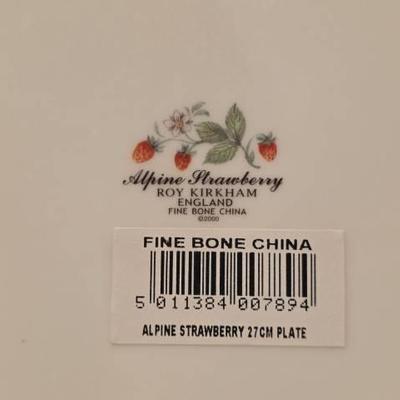 Alpine Strawberry
ROY KIRKHAM
ENGLAND
FINE BONE CHINA
©2000
FINE BONE CHINA
5 011384 007894
ALPINE STRAWBERRY 27CM PLATE